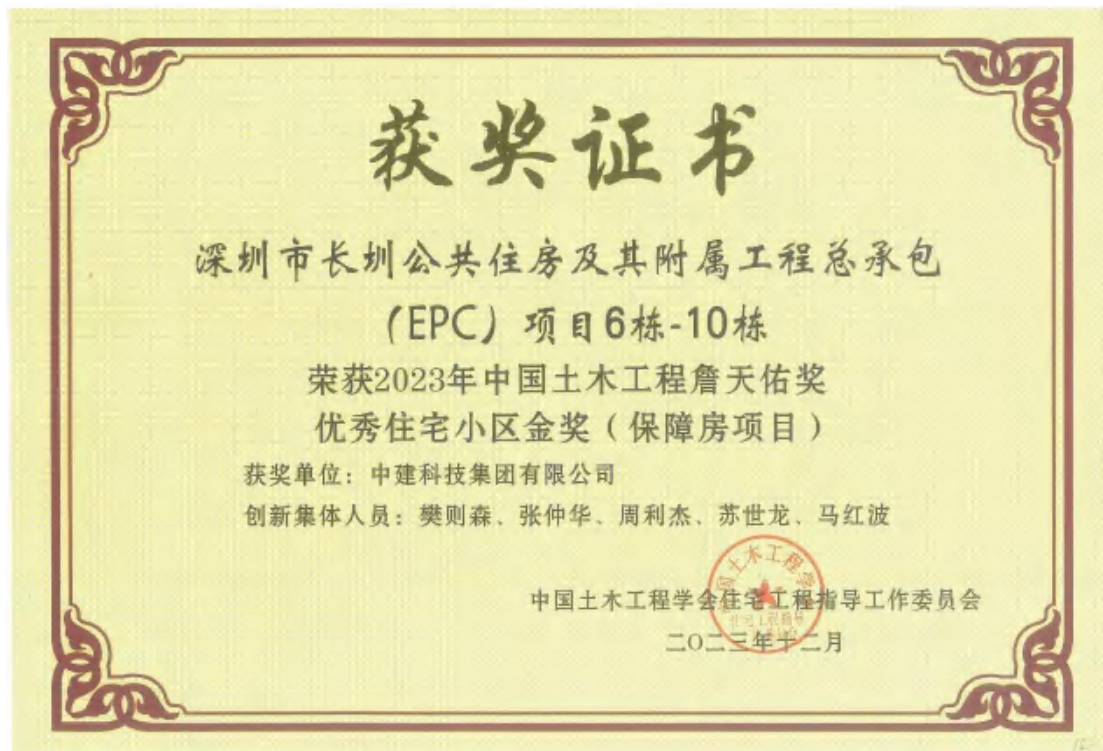 获奖证书
深圳市长圳公共住房及其附属工程总承包
（EPC）项目6栋-10栋
荣获2023年中国土木工程詹天佑奖
优秀住宅小区金奖（保障房项目）
获奖单位：中建科技集团有限公司
创新集体人员：樊则森、张仲华、周利杰、苏世龙、马红波
中国土木工程学会住宅工程指导工作委员会
二〇二三年十二月